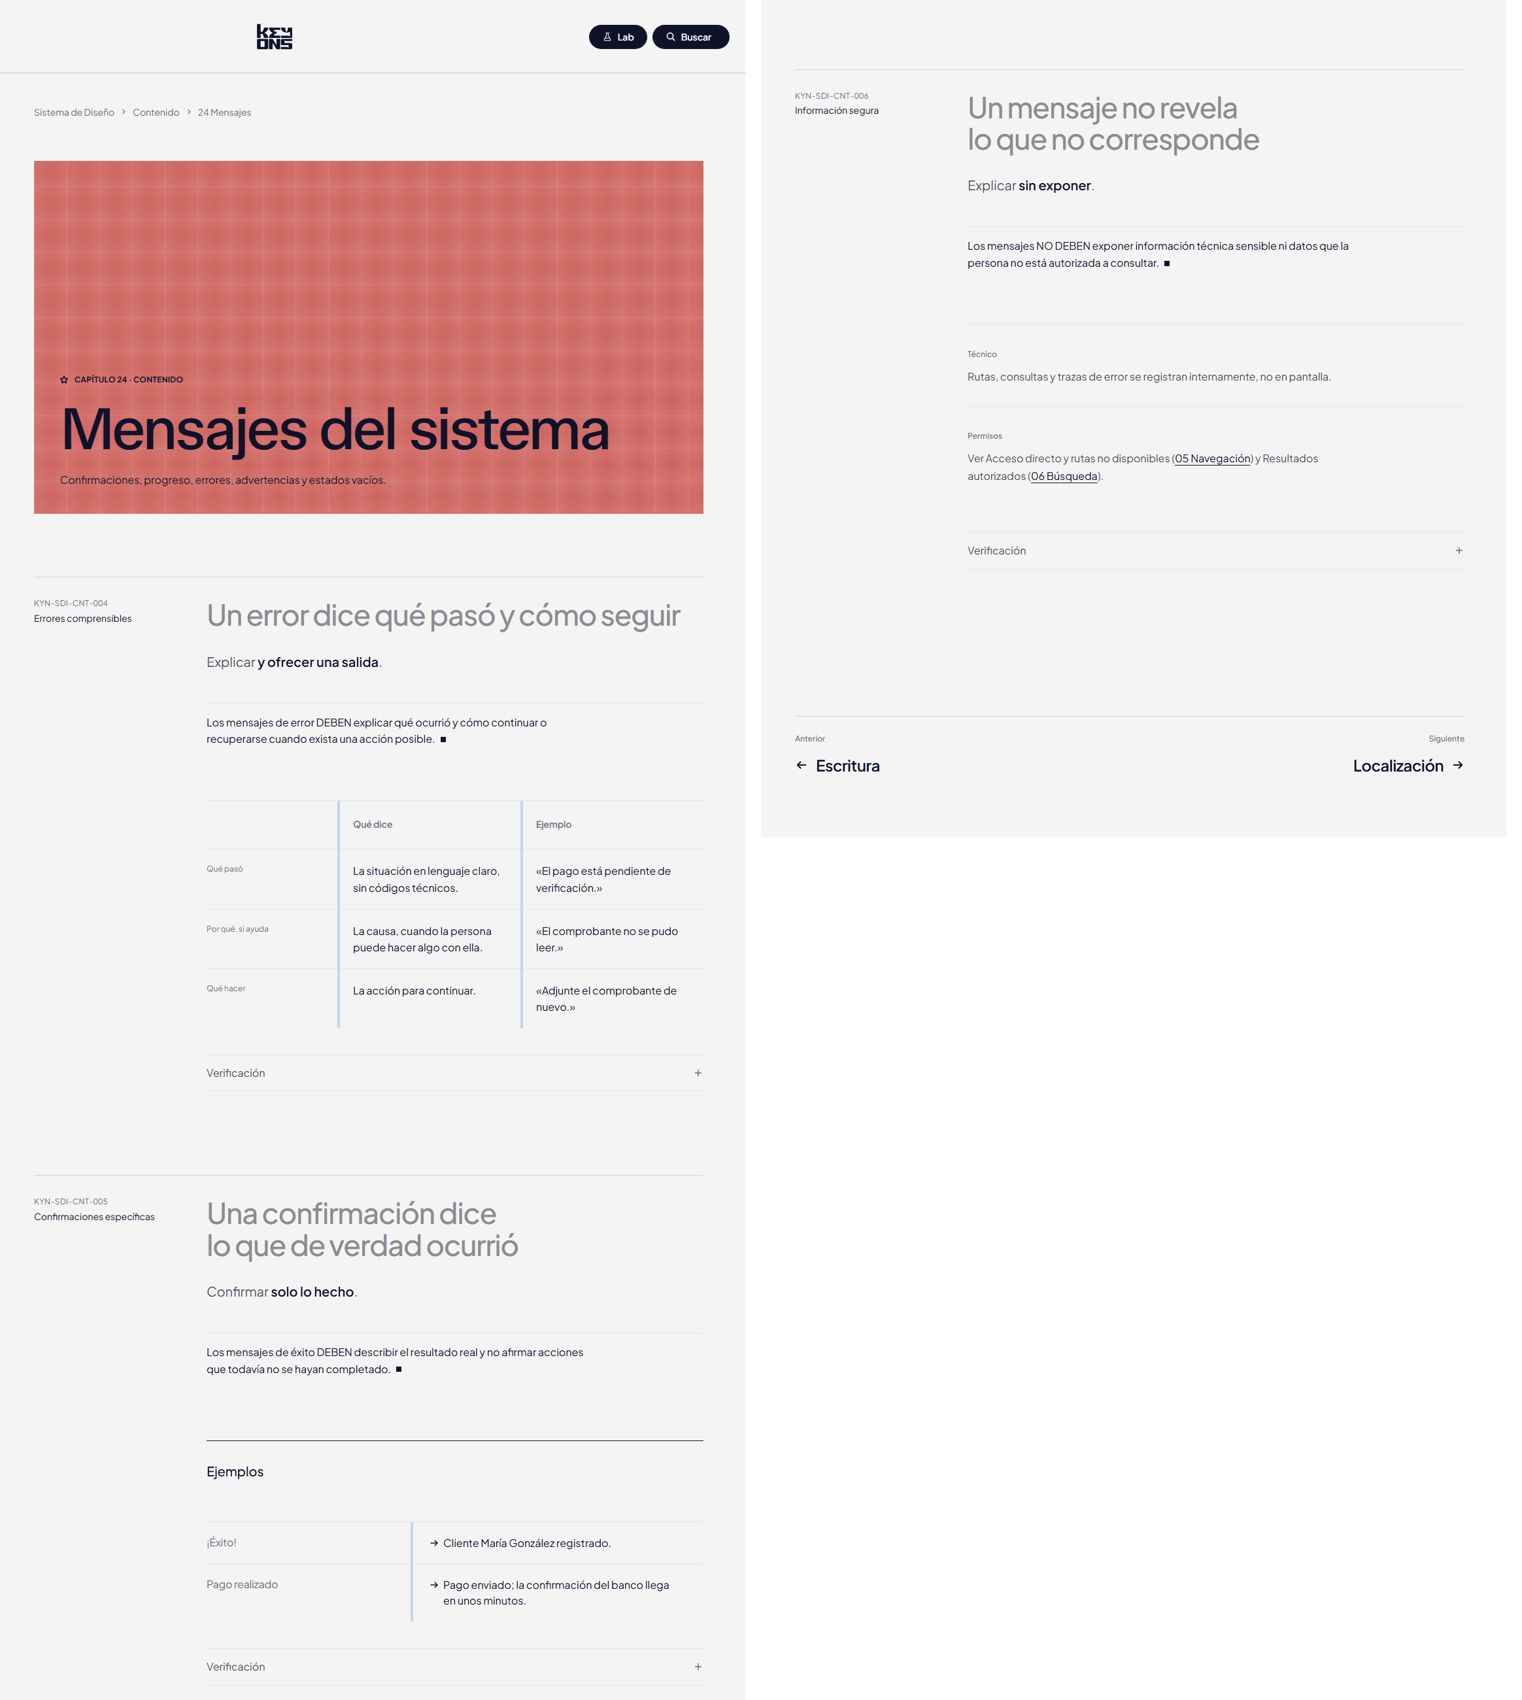 KEY
ONS
Lab
Buscar
Sistema de Diseño > Contenido > 24 Mensajes
CAPÍTULO 24 · CONTENIDO
Mensajes del sistema
Confirmaciones, progreso, errores, advertencias y estados vacíos.
KYN-SDI-CNT-004
Errores comprensibles
Un error dice qué pasó y cómo seguir
Explicar y ofrecer una salida.
Los mensajes de error DEBEN explicar qué ocurrió y cómo continuar o
recuperarse cuando exista una acción posible. ■
Qué dice
Ejemplo
Qué pasó
La situación en lenguaje claro,
sin códigos técnicos.
«El pago está pendiente de
verificación.»
Por qué, si ayuda
La causa, cuando la persona
puede hacer algo con ella.
«El comprobante no se pudo
leer.»
Qué hacer
La acción para continuar.
«Adjunte el comprobante de
nuevo.»
Verificación +
KYN-SDI-CNT-005
Confirmaciones específicas
Una confirmación dice
lo que de verdad ocurrió
Confirmar solo lo hecho.
Los mensajes de éxito DEBEN describir el resultado real y no afirmar acciones
que todavía no se hayan completado. ■
Ejemplos
¡Éxito!
→ Cliente María González registrado.
Pago realizado
→ Pago enviado; la confirmación del banco llega
en unos minutos.
Verificación +
KYN-SDI-CNT-006
Información segura
Un mensaje no revela
lo que no corresponde
Explicar sin exponer.
Los mensajes NO DEBEN exponer información técnica sensible ni datos que la
persona no está autorizada a consultar. ■
Técnico
Rutas, consultas y trazas de error se registran internamente, no en pantalla.
Permisos
Ver Acceso directo y rutas no disponibles (05 Navegación) y Resultados
autorizados (06 Búsqueda).
Verificación +
Anterior
← Escritura
Siguiente
Localización →